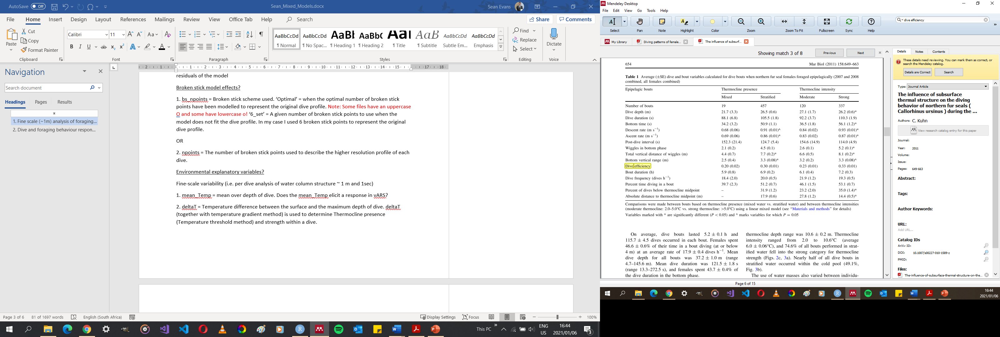 AutoSave Off
Sean_Mixed_Models.docx
Sean Evans
File Home Insert Design Layout References Mailings Review View Office Tab Help Search
Share Comments
Paste
Cut
Copy
Format Painter
Clipboard
Calibri 11
Font
Paragraph
AaBbCcDd AaBbCcDd AaBb AaBbC AaB AaBbCcDd AaBbCcDd
¶ Normal ¶ No Spac... ¶ Heading 1 ¶ Heading 2 ¶ Title ¶ Subtitle Subtle Em... Emphasis
Styles
Find
Replace
Select
Editing
Dictate
Voice
Navigation
Search document
Headings Pages Results
1. Fine scale (~1m) analysis of foraging...
2. Dive and foraging behaviour respon...
residuals of the model
Broken stick model effects?
1. bs_npoints = Broken stick scheme used. ‘Optimal’ = when the optimal number of broken stick
points have been modelled to represent the original dive profile. Note: Some files have an uppercase
O and some have lowercase o! ‘6_set’ = A given number of broken stick points to use when the
model does not fit the dive profile. In my case I used 6 broken stick points to represent the original
dive profile.
OR
2. npoints = The number of broken stick points used to describe the higher resolution profile of each
dive.
Environmental explanatory variables?
Fine-scale variability (i.e. per dive analysis of water column structure ~ 1 m and 1sec)
1. mean_Temp = mean over depth of dive. Does the mean_Temp elicit a response in vARS?
2. deltaT = Temperature difference between the surface and the maximum depth of dive. deltaT
(together with temperature gradient method) is used to determine Thermocline presence
(Temperature threshold method) and strength within a dive.
Page 3 of 6 81 of 1697 words English (South Africa)
Display Settings Focus 100%
This PC ENG US 16:44 2021/01/06 3
Mendeley Desktop
File Edit View Go Tools Help
Select Pan Note Highlight Color Zoom Zoom To Fit Fullscreen Sync Help
dive efficiency
My Library Diving patterns of female... The influence of subsurf...
Showing match 3 of 8 Previous Next
654 Mar Biol (2011) 158:649–663
Table 1 Average (±SE) dive and bout variables calculated for dive bouts when northern fur seal females foraged epipelagically (2007 and 2008
combined, all females combined)
Epipelagic bouts Thermocline presence Thermocline intensity
Mixed Stratified Moderate Strong
Number of bouts 19 457 120 337
Dive depth (m) 21.7 (3.3) 26.5 (0.6) 27.1 (1.7) 26.2 (0.6)*
Dive duration (s) 88.1 (6.8) 105.5 (1.8) 92.2 (3.7) 110.3 (1.9)
Bottom time (s) 34.2 (3.2) 50.9 (1.1) 36.5 (1.8) 56.1 (1.2)*
Descent rate (m s−1) 0.68 (0.06) 0.91 (0.01)^ 0.84 (0.02) 0.93 (0.01)*
Ascent rate (m s−1) 0.69 (0.06) 0.86 (0.01)* 0.83 (0.02) 0.87 (0.01)*
Post-dive interval (s) 152.3 (21.4) 124.7 (5.4) 154.6 (14.9) 114.0 (4.9)
Wiggles in bottom phase 2.1 (0.2) 4.5 (0.1) 2.6 (0.1) 5.2 (0.1)*
Total vertical distance of wiggles (m) 4.4 (0.7) 7.7 (0.2)* 6.6 (0.5) 8.1 (0.2)*
Bottom vertical range (m) 2.5 (0.4) 3.3 (0.08)* 3.2 (0.2) 3.3 (0.08)^
Dive efficiency 0.20 (0.02) 0.30 (0.01) 0.23 (0.01) 0.33 (0.01)
Bout duration (h) 5.9 (0.8) 6.9 (0.2) 6.1 (0.4) 7.2 (0.3)
Dive frequency (dives h−1) 18.4 (2.0) 20.0 (0.5) 21.9 (1.2) 19.3 (0.5)
Percent time diving in a bout 39.7 (2.3) 51.2 (0.7) 46.1 (1.5) 53.1 (0.7)
Percent of dives below thermocline midpoint – 31.9 (1.2) 23.2 (2.0) 35.0 (1.4)*
Absolute distance to thermocline midpoint (m) – 17.9 (0.6) 27.8 (1.2) 14.4 (0.5)*
Comparisons were made between bouts based on thermocline presence (mixed water vs. stratified water) and between thermocline intensities
(moderate thermocline: 2.0–5.0°C vs. strong thermocline: >5.0°C) using a linear mixed model (see “Materials and methods” for details)
Variables marked with * are significantly different (P < 0.05) and ^ marks variables for which P = 0.05
On average, dive bouts lasted 5.2 ± 0.1 h and
115.7 ± 4.5 dives occurred in each bout. Females spent
46.6 ± 0.6% of their time in a bout diving (at or below
4 m) at an average rate of 17.9 ± 0.4 dives h−1. Mean
dive depth for all bouts was 37.2 ± 1.0 m (range
4.7–145.6 m). Mean dive duration was 121.5 ± 1.8 s
(range 13.3–272.5 s), and females spent 43.7 ± 0.4% of
the dive duration in the bottom phase.
thermocline depth range was 10.6 ± 0.2 m. Thermocline
intensity ranged from 2.0 to 10.6°C (average
6.0 ± 0.06°C), and 74.6% of all bouts performed in strat-
ified water fell into the strong category for thermocline
strength (Figs. 2c, 3a). Nearly half of all dive bouts in
stratified water occurred within the cold pool (49.1%,
Fig. 3b).
The use of water masses also varied between individu-
Page 6 of 15
Details Notes Contents
These details need reviewing. You can mark them as correct, or
search the Mendeley catalog.
Details are Correct Search
Type: Journal Article
The influence of subsurface
thermal structure on the diving
behavior of northern fur seals (
Callorhinus ursinus ) during the ...
Authors: C. Kuhn
View research catalog entry for this paper
Journal:
Year: 2011
Volume:
Issue:
Pages: 649-663
Abstract:
Tags:
Author Keywords:
URL:
Add URL...
Catalog IDs
ArXiv ID:
DOI: 10.1007/s00227-010-1589-z
PMID:
Files:
The-influence-of-subsurface-thermal-structure-on-the...
16:44
2021/01/06